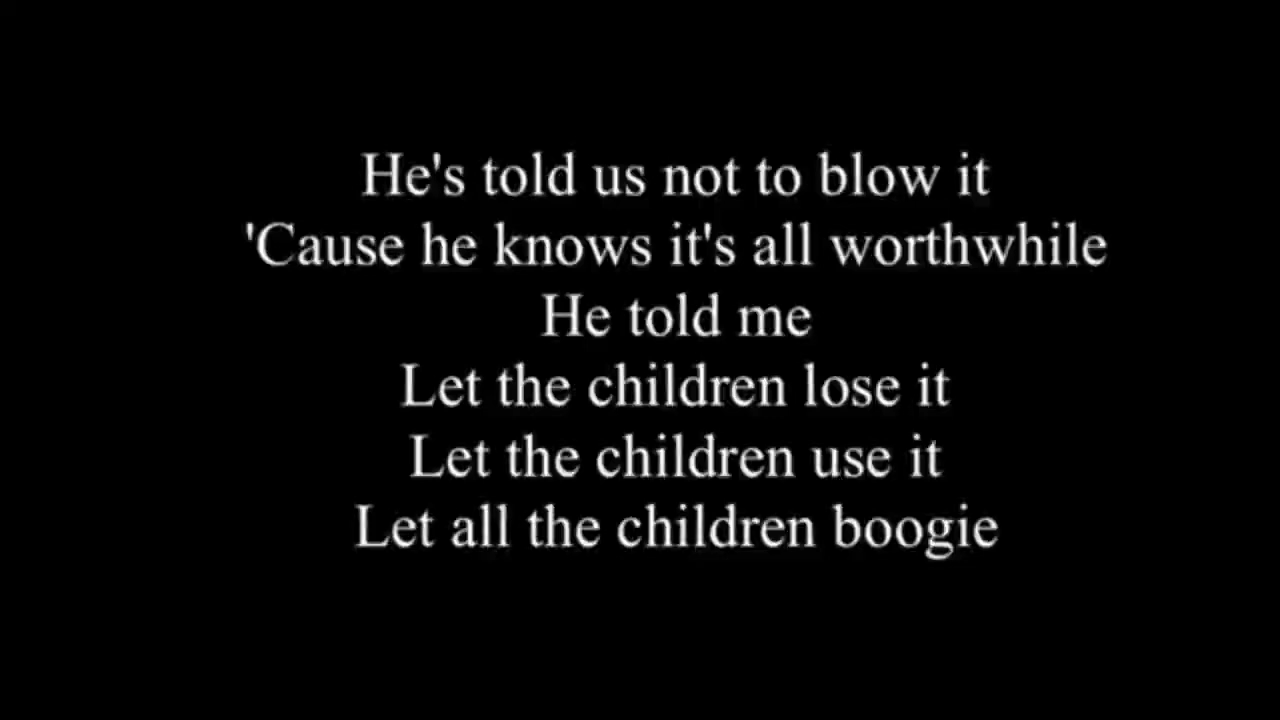 He's told us not to blow it
'Cause he knows it's all worthwhile
He told me
Let the children lose it
Let the children use it
Let all the children boogie